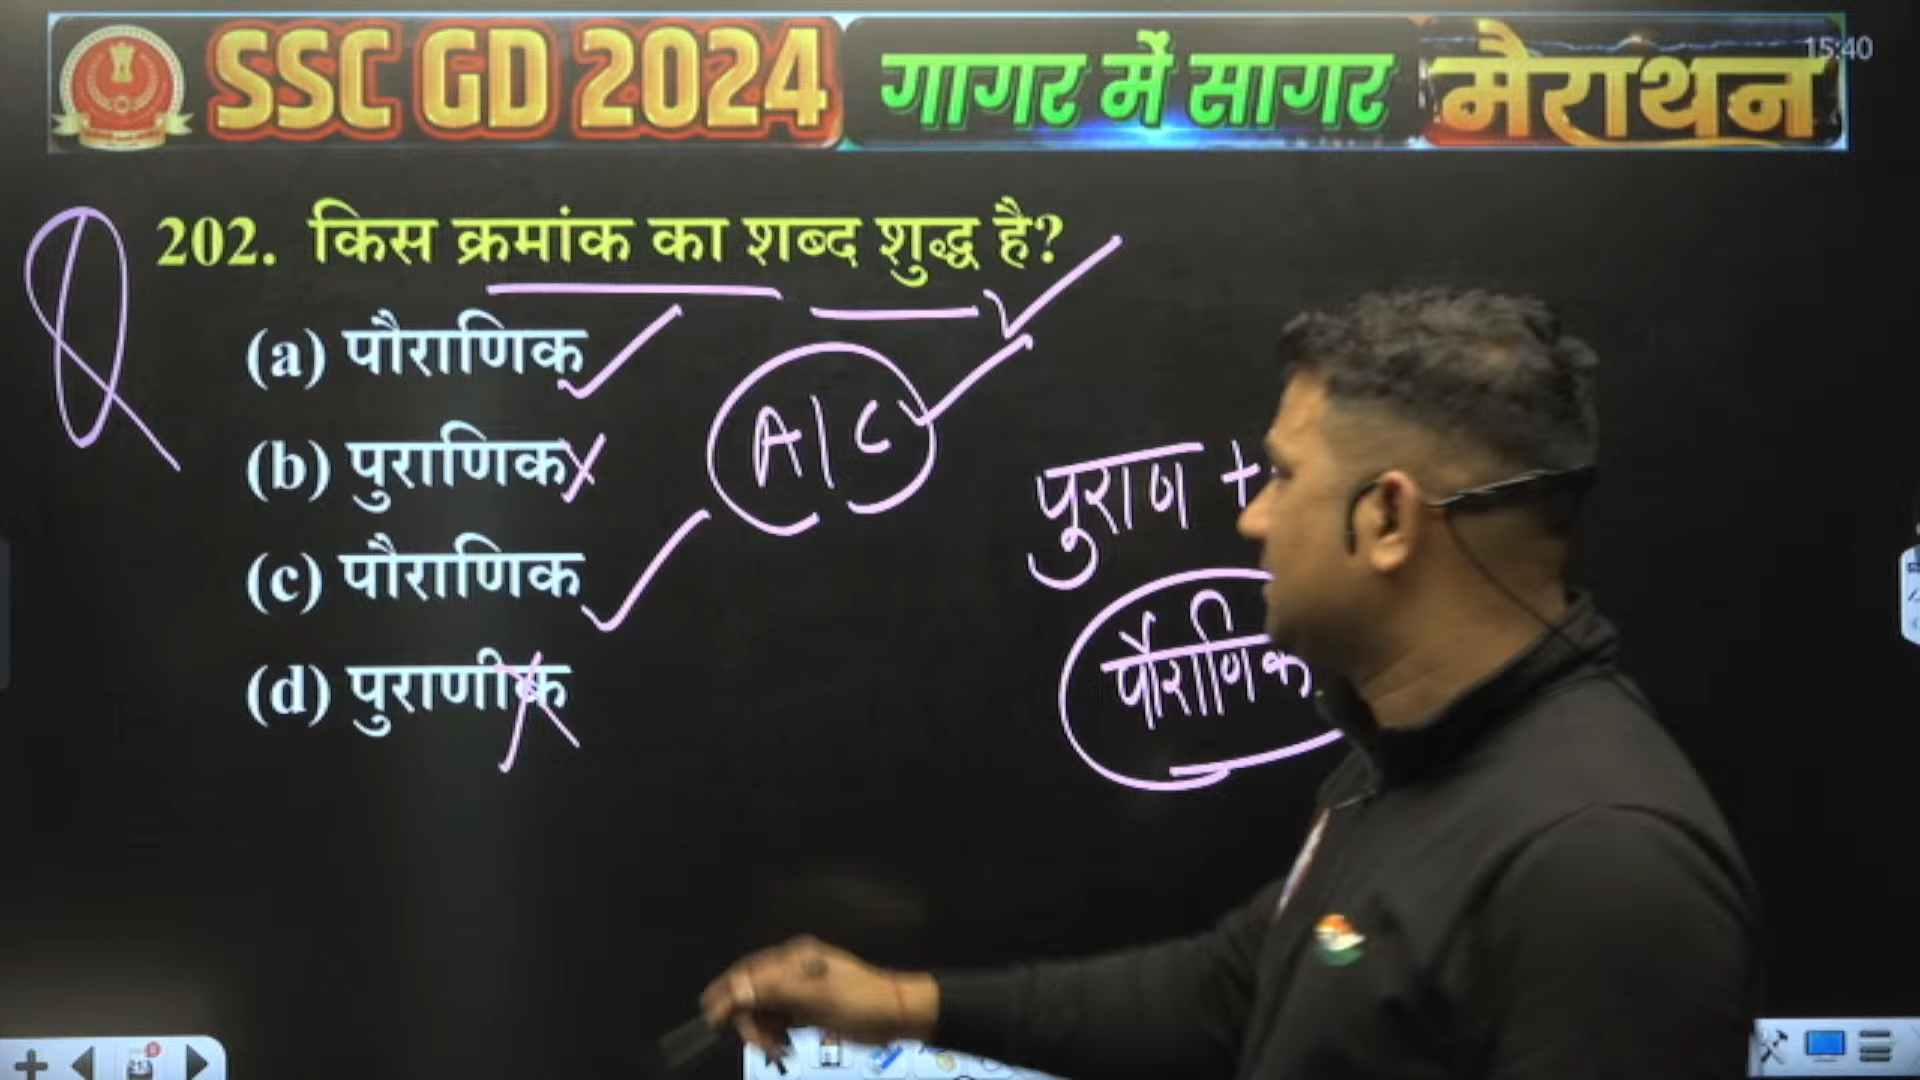 SSC GD 2024 गागर में सागर मैराथन
15:40
202. किस क्रमांक का शब्द शुद्ध है?
(a) पौराणिक
(b) पुराणिक
(c) पौराणिक
(d) पुराणीक
A/C
पुराण +
पौराणिक